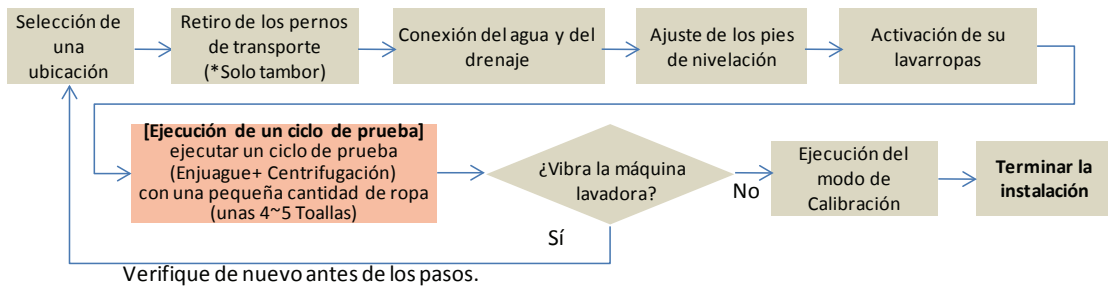 Selección de
una
ubicación
Retiro de los pernos
de transporte
(*Solo tambor)
Conexión del agua y del
drenaje
Ajuste de los pies
de nivelación
Activación de su
lavarropas
[Ejecución de un ciclo de prueba]
ejecutar un ciclo de prueba
(Enjuague+ Centrifugación)
con una pequeña cantidad de ropa
(unas 4~5 Toallas)
¿Vibra la máquina
lavadora?
No
Ejecución del
modo de
Calibración
Terminar la
instalación
Sí
Verifique de nuevo antes de los pasos.